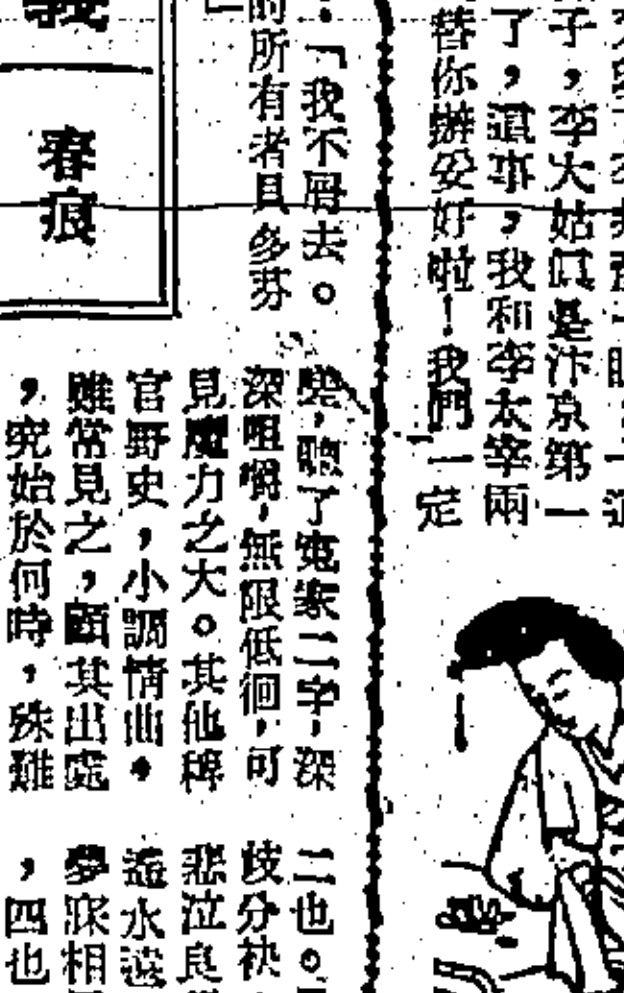 子，李大姑眞是汴京第一
了，這事，我和李太宰兩
替你辦妥好啦！我們一定
：「我不屑去。
的所有者具多芬
」
義
春痕
，聽了寃家二字，深
深咀嚼，無限低徊，可
見魔力之大。其他稗
官野史，小調情曲。
雖常見之，顧其出處
，究始於何時，殊難
二也。
歧分袂
悲泣良
遙水遠
夢寐相
，四也